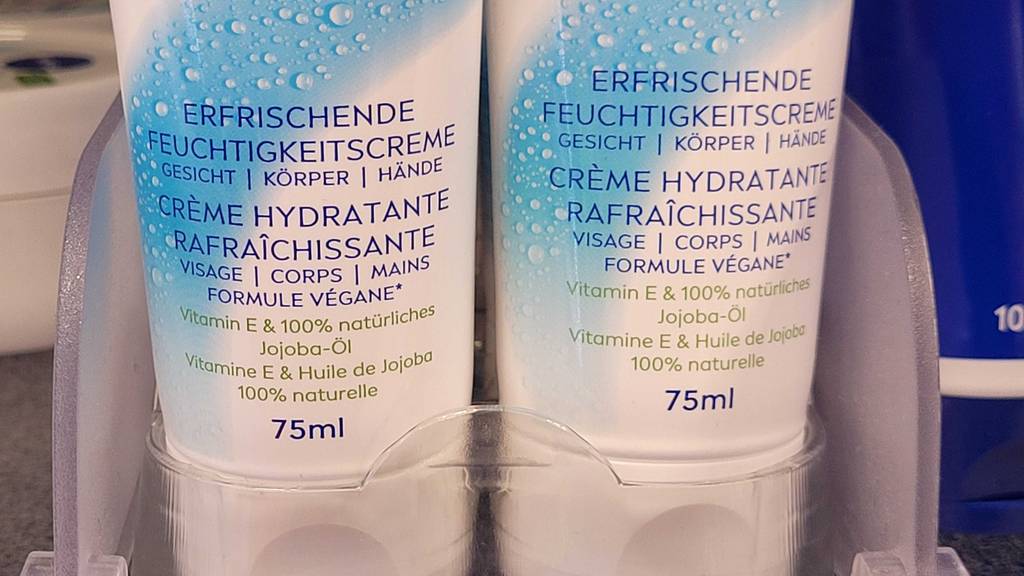 ERFRISCHENDE
FEUCHTIGKEITSCREME
GESICHT | KÖRPER | HÄNDE
CRÈME HYDRATANTE
RAFRAÎCHISSANTE
VISAGE | CORPS | MAINS
FORMULE VÉGANE*
Vitamin E & 100% natürliches
Jojoba-Öl
Vitamine E & Huile de Jojoba
100% naturelle
75ml
ERFRISCHENDE
FEUCHTIGKEITSCREME
GESICHT | KÖRPER | HÄNDE
CRÈME HYDRATANTE
RAFRAÎCHISSANTE
VISAGE | CORPS | MAINS
FORMULE VÉGANE*
Vitamin E & 100% natürliches
Jojoba-Öl
Vitamine E & Huile de Jojoba
100% naturelle
75ml